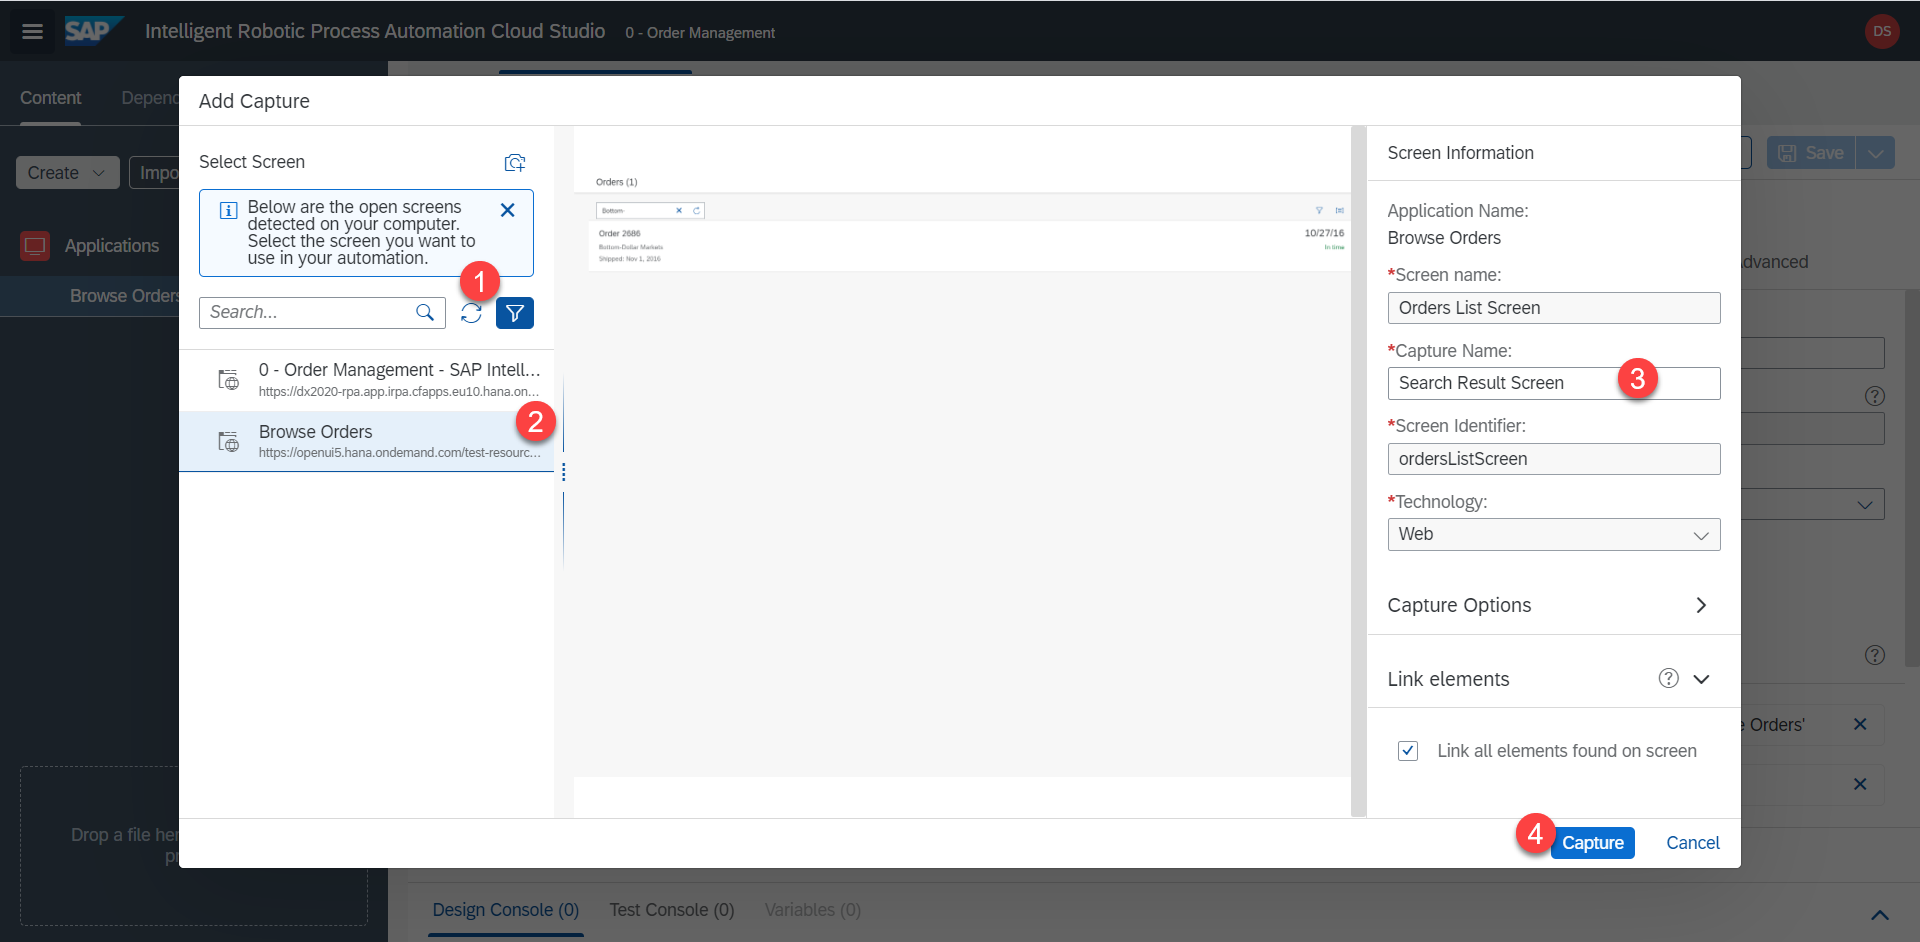 SAP
Intelligent Robotic Process Automation Cloud Studio
0 - Order Management
DS
Content
Depend
Create
Impo
Save
Applications
Browse Orders
Advanced
Add Capture
Select Screen
Below are the open screens
detected on your computer.
Select the screen you want to
use in your automation.
1
Search...
0 - Order Management - SAP Intell...
https://dx2020-rpa.app.irpa.cfapps.eu10.hana.on...
2
Browse Orders
https://openui5.hana.ondemand.com/test-resourc...
Orders (1)
Bottom-
Order 2686
10/27/16
Bottom-Dollar Markets
In time
Shipped: Nov 1, 2016
Screen Information
Application Name:
Browse Orders
*Screen name:
Orders List Screen
*Capture Name:
Search Result Screen
3
*Screen Identifier:
ordersListScreen
*Technology:
Web
Capture Options
Link elements
?
Link all elements found on screen
4
Capture
Cancel
?
?
e Orders'
Drop a file her
pr
Design Console (0)
Test Console (0)
Variables (0)